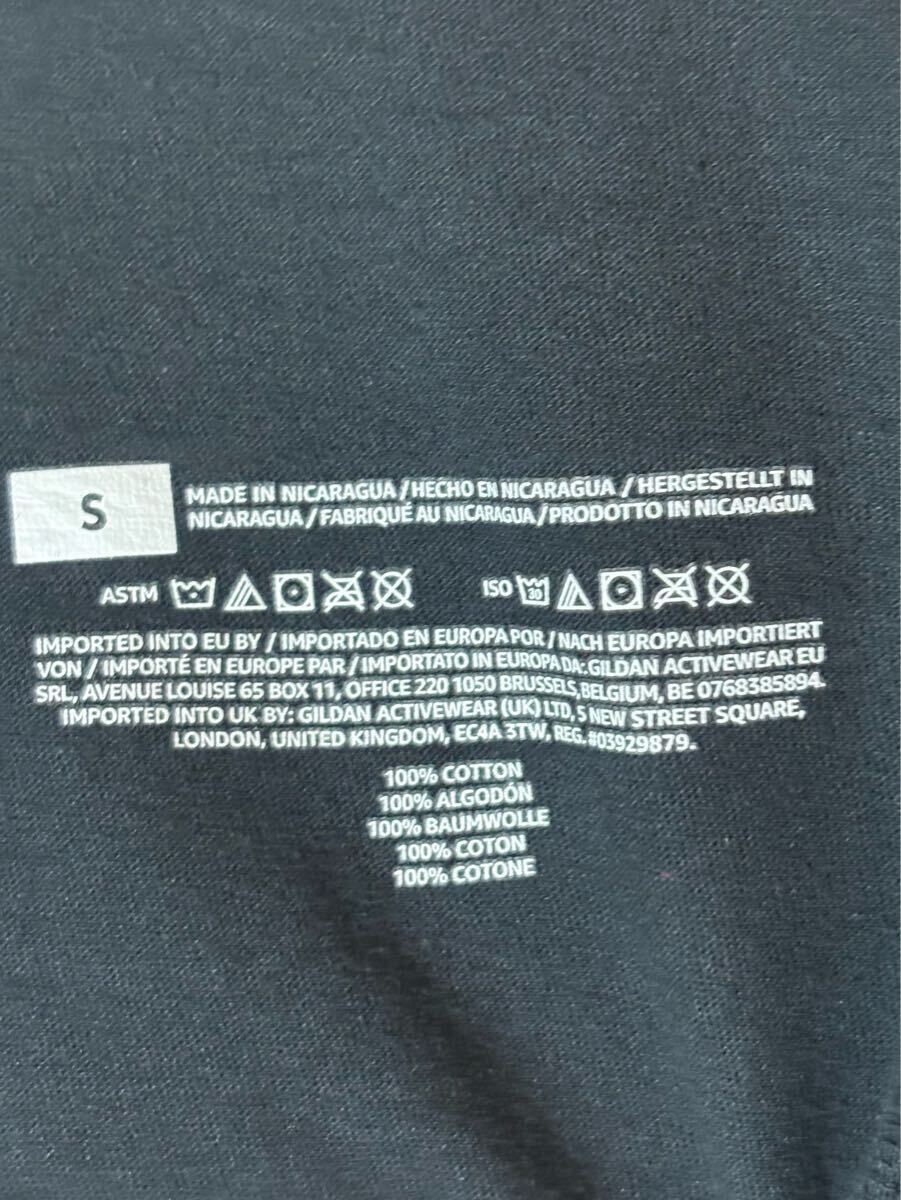 S
MADE IN NICARAGUA / HECHO EN NICARAGUA / HERGESTELLT IN
NICARAGUA / FABRIQUÉ AU NICARAGUA / PRODOTTO IN NICARAGUA
ASTM
ISO 30
IMPORTED INTO EU BY / IMPORTADO EN EUROPA POR / NACH EUROPA IMPORTIERT
VON / IMPORTÉ EN EUROPE PAR / IMPORTATO IN EUROPA DA: GILDAN ACTIVEWEAR EU
SRL, AVENUE LOUISE 65 BOX 11, OFFICE 220 1050 BRUSSELS, BELGIUM, BE 0768385894.
IMPORTED INTO UK BY: GILDAN ACTIVEWEAR (UK) LTD, 5 NEW STREET SQUARE,
LONDON, UNITED KINGDOM, EC4A 3TW, REG. #03929879.
100% COTTON
100% ALGODÓN
100% BAUMWOLLE
100% COTON
100% COTONE